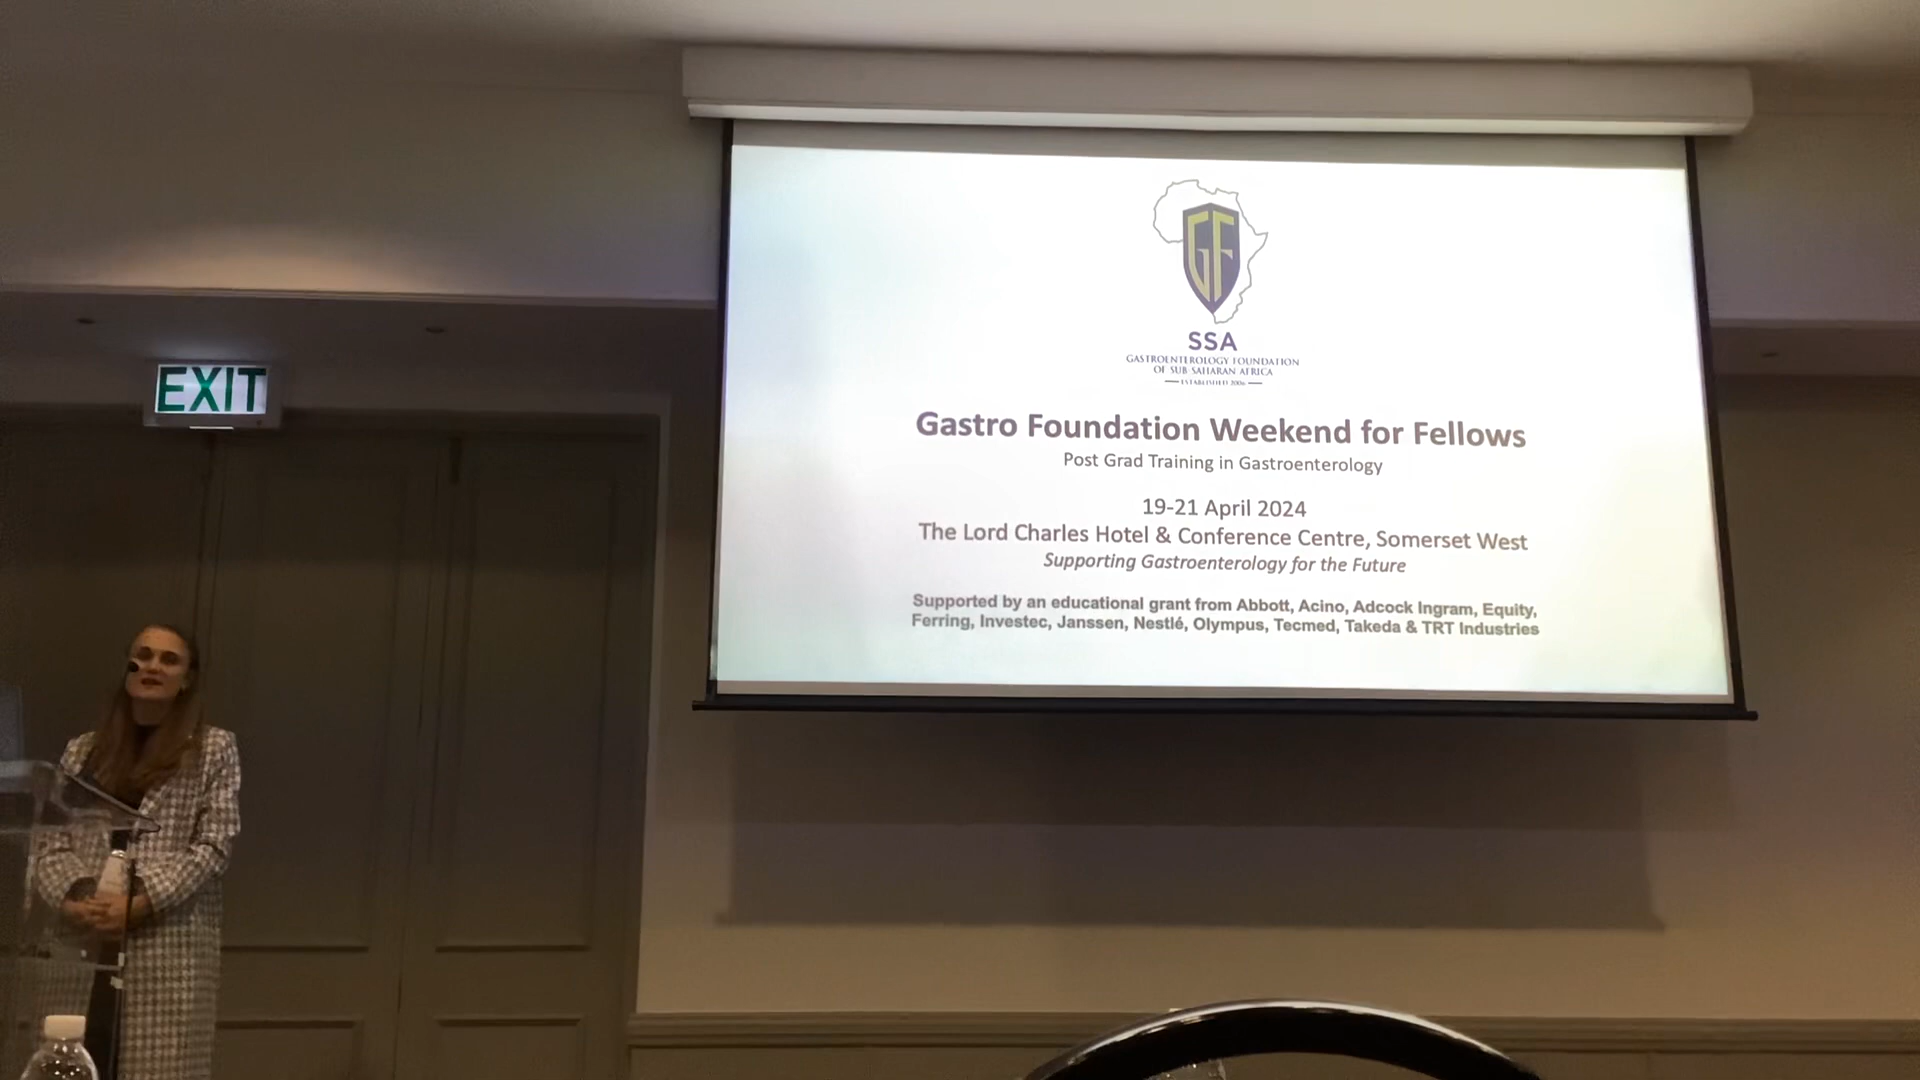 EXIT
GF
SSA
GASTROENTEROLOGY FOUNDATION
OF SUB SAHARAN AFRICA
ESTABLISHED 2006
Gastro Foundation Weekend for Fellows
Post Grad Training in Gastroenterology
19-21 April 2024
The Lord Charles Hotel & Conference Centre, Somerset West
Supporting Gastroenterology for the Future
Supported by an educational grant from Abbott, Acino, Adcock Ingram, Equity,
Ferring, Investec, Janssen, Nestlé, Olympus, Tecmed, Takeda & TRT Industries